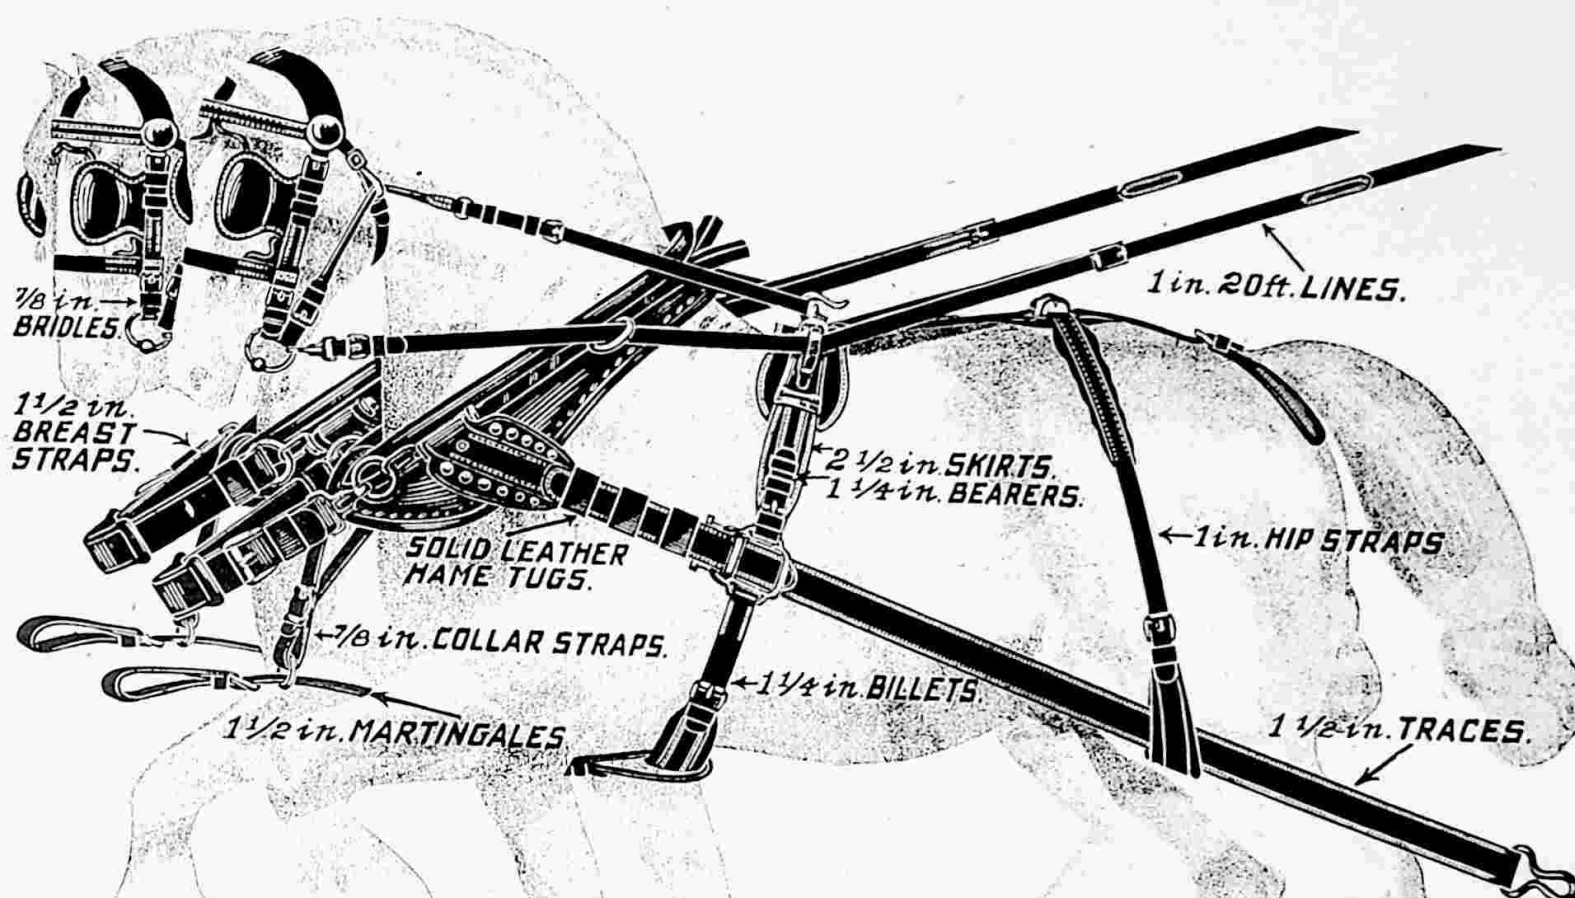 7/8 in.
BRIDLES.
1 1/2 in.
BREAST
STRAPS.
1 in. 20 ft. LINES.
2 1/2 in. SKIRTS.
1 1/4 in. BEARERS.
1 in. HIP STRAPS
SOLID LEATHER
HAME TUGS.
7/8 in. COLLAR STRAPS.
1 1/4 in. BILLETS
1 1/2 in. MARTINGALES
1 1/2 in. TRACES.